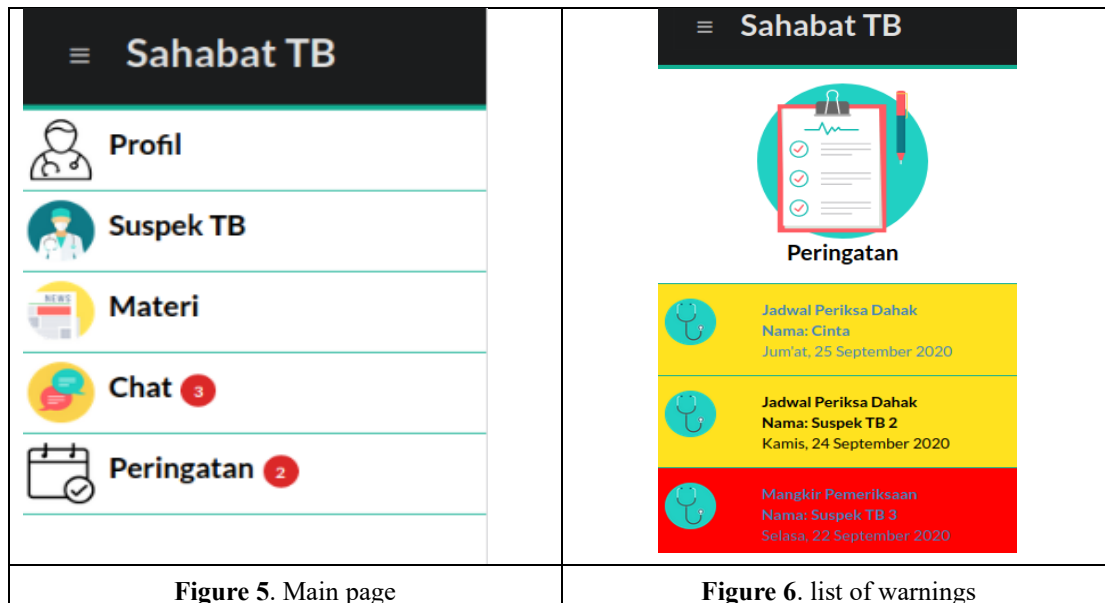 ≡ Sahabat TB
Profil
Suspek TB
NEWS
Materi
Chat 3
Peringatan 2
Figure 5. Main page
≡ Sahabat TB
Peringatan
Jadwal Periksa Dahak
Nama: Cinta
Jum'at, 25 September 2020
Jadwal Periksa Dahak
Nama: Suspek TB 2
Kamis, 24 September 2020
Mangkir Pemeriksaan
Nama: Suspek TB 3
Selasa, 22 September 2020
Figure 6. list of warnings